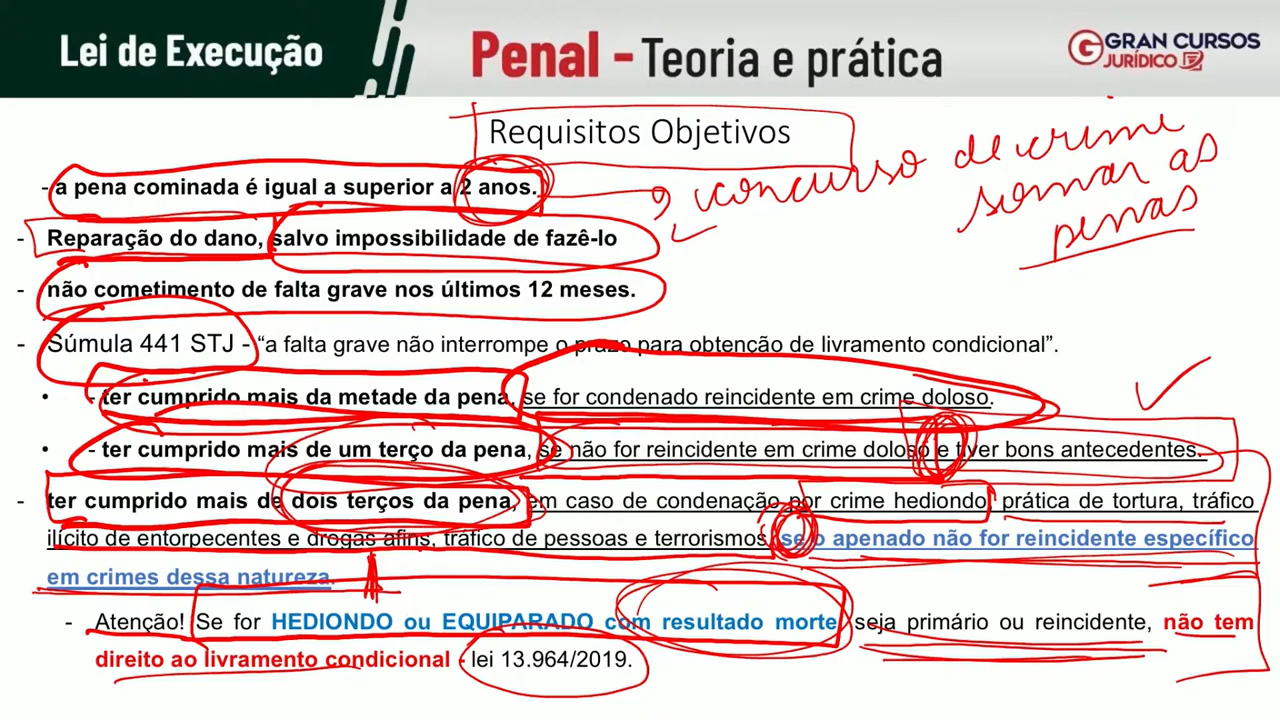 Lei de Execução
Penal - Teoria e prática
GRAN CURSOS
JURÍDICO
Requisitos Objetivos
- a pena cominada é igual a superior a 2 anos.
concurso de crime
somar as
penas
- Reparação do dano, salvo impossibilidade de fazê-lo
- não cometimento de falta grave nos últimos 12 meses.
- Súmula 441 STJ - “a falta grave não interrompe o prazo para obtenção de livramento condicional”.
• - ter cumprido mais da metade da pena, se for condenado reincidente em crime doloso.
• - ter cumprido mais de um terço da pena, se não for reincidente em crime doloso e tiver bons antecedentes.
- ter cumprido mais de dois terços da pena, em caso de condenação por crime hediondo, prática de tortura, tráfico
ilícito de entorpecentes e drogas afins, tráfico de pessoas e terrorismos, se o apenado não for reincidente específico
em crimes dessa natureza.
- Atenção! Se for HEDIONDO ou EQUIPARADO com resultado morte, seja primário ou reincidente, não tem
direito ao livramento condicional - lei 13.964/2019.